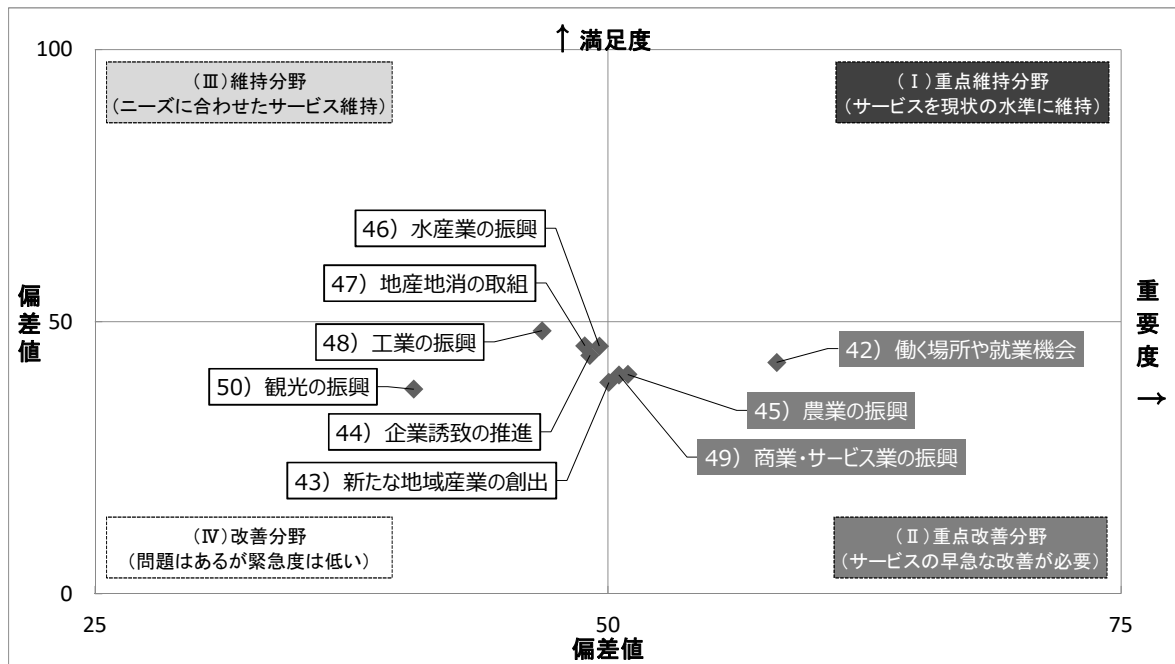 ↑ 満足度
100
(Ⅲ)維持分野
(ニーズに合わせたサービス維持)
(Ⅰ)重点維持分野
(サービスを現状の水準に維持)
46）水産業の振興
47）地産地消の取組
偏差値
50
48）工業の振興
42）働く場所や就業機会
重要度 →
50）観光の振興
45）農業の振興
44）企業誘致の推進
49）商業・サービス業の振興
43）新たな地域産業の創出
(Ⅳ)改善分野
(問題はあるが緊急度は低い)
(Ⅱ)重点改善分野
(サービスの早急な改善が必要)
0
25
50
75
偏差値